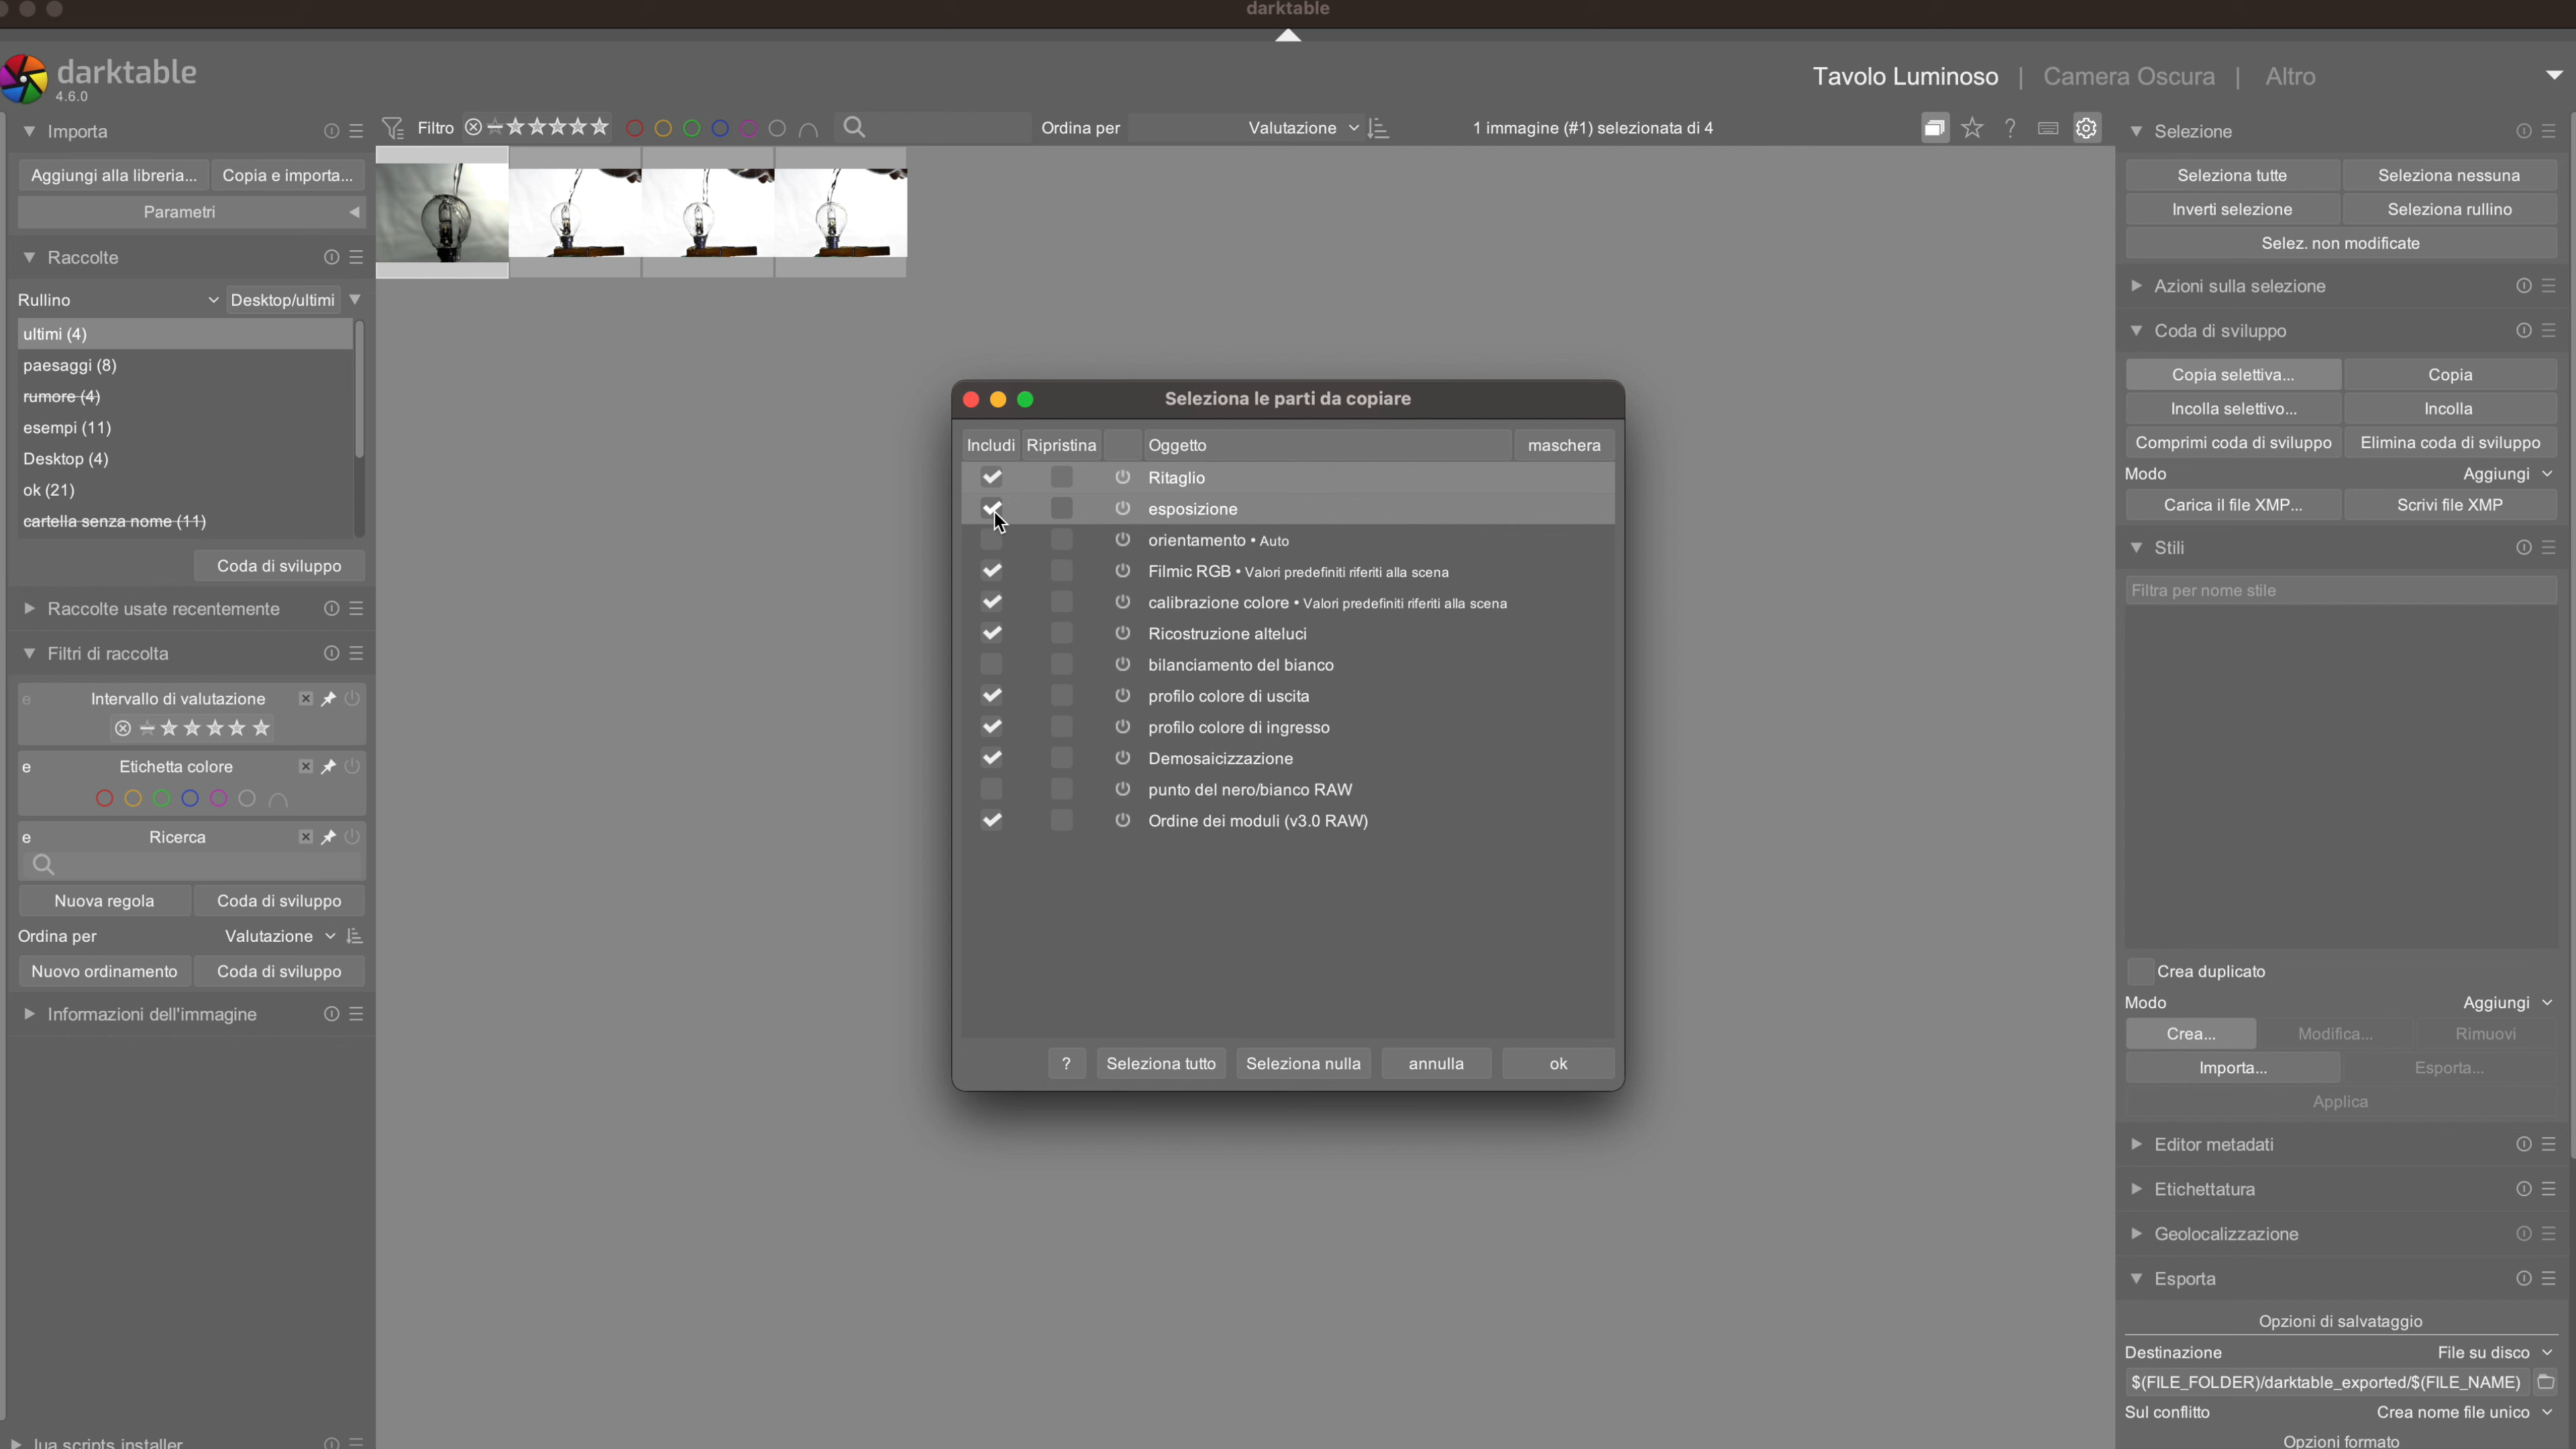 darktable
darktable
4.6.0
Tavolo Luminoso | Camera Oscura | Altro
Importa
Filtro
Ordina per Valutazione
1 immagine (#1) selezionata di 4
?
Selezione
Aggiungi alla libreria... Copia e importa...
Parametri
Raccolte
Rullino Desktop/ultimi
ultimi (4)
paesaggi (8)
rumore (4)
esempi (11)
Desktop (4)
ok (21)
cartella senza nome (11)
Coda di sviluppo
Raccolte usate recentemente
Filtri di raccolta
e Intervallo di valutazione
e Etichetta colore
e Ricerca
Nuova regola Coda di sviluppo
Ordina per Valutazione
Nuovo ordinamento Coda di sviluppo
Informazioni dell'immagine
lua scripts installer
Seleziona le parti da copiare
Includi Ripristina Oggetto maschera
Ritaglio
esposizione
orientamento • Auto
Filmic RGB • Valori predefiniti riferiti alla scena
calibrazione colore • Valori predefiniti riferiti alla scena
Ricostruzione alteluci
bilanciamento del bianco
profilo colore di uscita
profilo colore di ingresso
Demosaicizzazione
punto del nero/bianco RAW
Ordine dei moduli (v3.0 RAW)
? Seleziona tutto Seleziona nulla annulla ok
Seleziona tutte Seleziona nessuna
Inverti selezione Seleziona rullino
Selez. non modificate
Azioni sulla selezione
Coda di sviluppo
Copia selettiva... Copia
Incolla selettivo... Incolla
Comprimi coda di sviluppo Elimina coda di sviluppo
Modo Aggiungi
Carica il file XMP... Scrivi file XMP
Stili
Filtra per nome stile
Crea duplicato
Modo Aggiungi
Crea... Modifica... Rimuovi
Importa... Esporta...
Applica
Editor metadati
Etichettatura
Geolocalizzazione
Esporta
Opzioni di salvataggio
Destinazione File su disco
$(FILE_FOLDER)/darktable_exported/$(FILE_NAME)
Sul conflitto Crea nome file unico
Opzioni formato